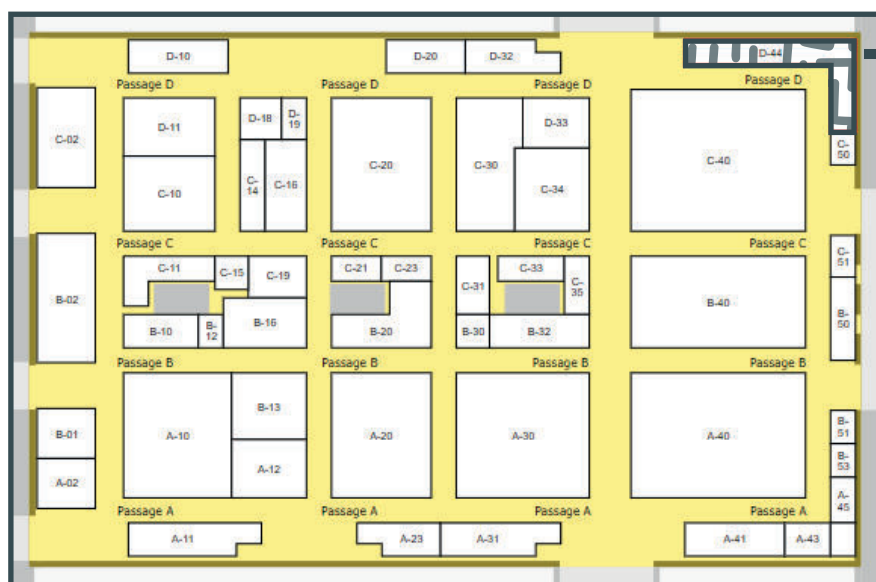 D-10
D-20
D-32
D-44
Passage D
Passage D
Passage D
Passage D
C-02
D-11
D-18
D-
19
C-20
C-30
D-33
C-40
C-
50
C-10
C-
14
C-16
C-34
Passage C
Passage C
Passage C
Passage C
B-02
C-11
C-15
C-19
C-21
C-23
C-31
C-33
C-
35
B-40
C-
51
B-
50
B-10
B-
12
B-16
B-20
B-30
B-32
Passage B
Passage B
Passage B
Passage B
B-01
A-02
A-10
B-13
A-12
A-20
A-30
A-40
B-
51
B-
53
A-
45
Passage A
Passage A
Passage A
Passage A
A-11
A-23
A-31
A-41
A-43